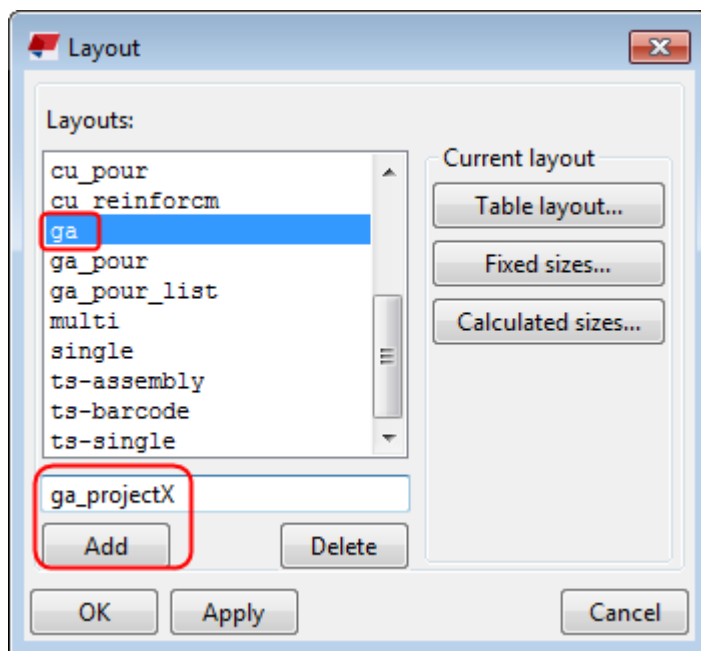 Layout
Layouts:
cu_pour
cu_reinforcm
ga
ga_pour
ga_pour_list
multi
single
ts-assembly
ts-barcode
ts-single
ga_projectX
Add
Delete
Current layout
Table layout...
Fixed sizes...
Calculated sizes...
OK
Apply
Cancel